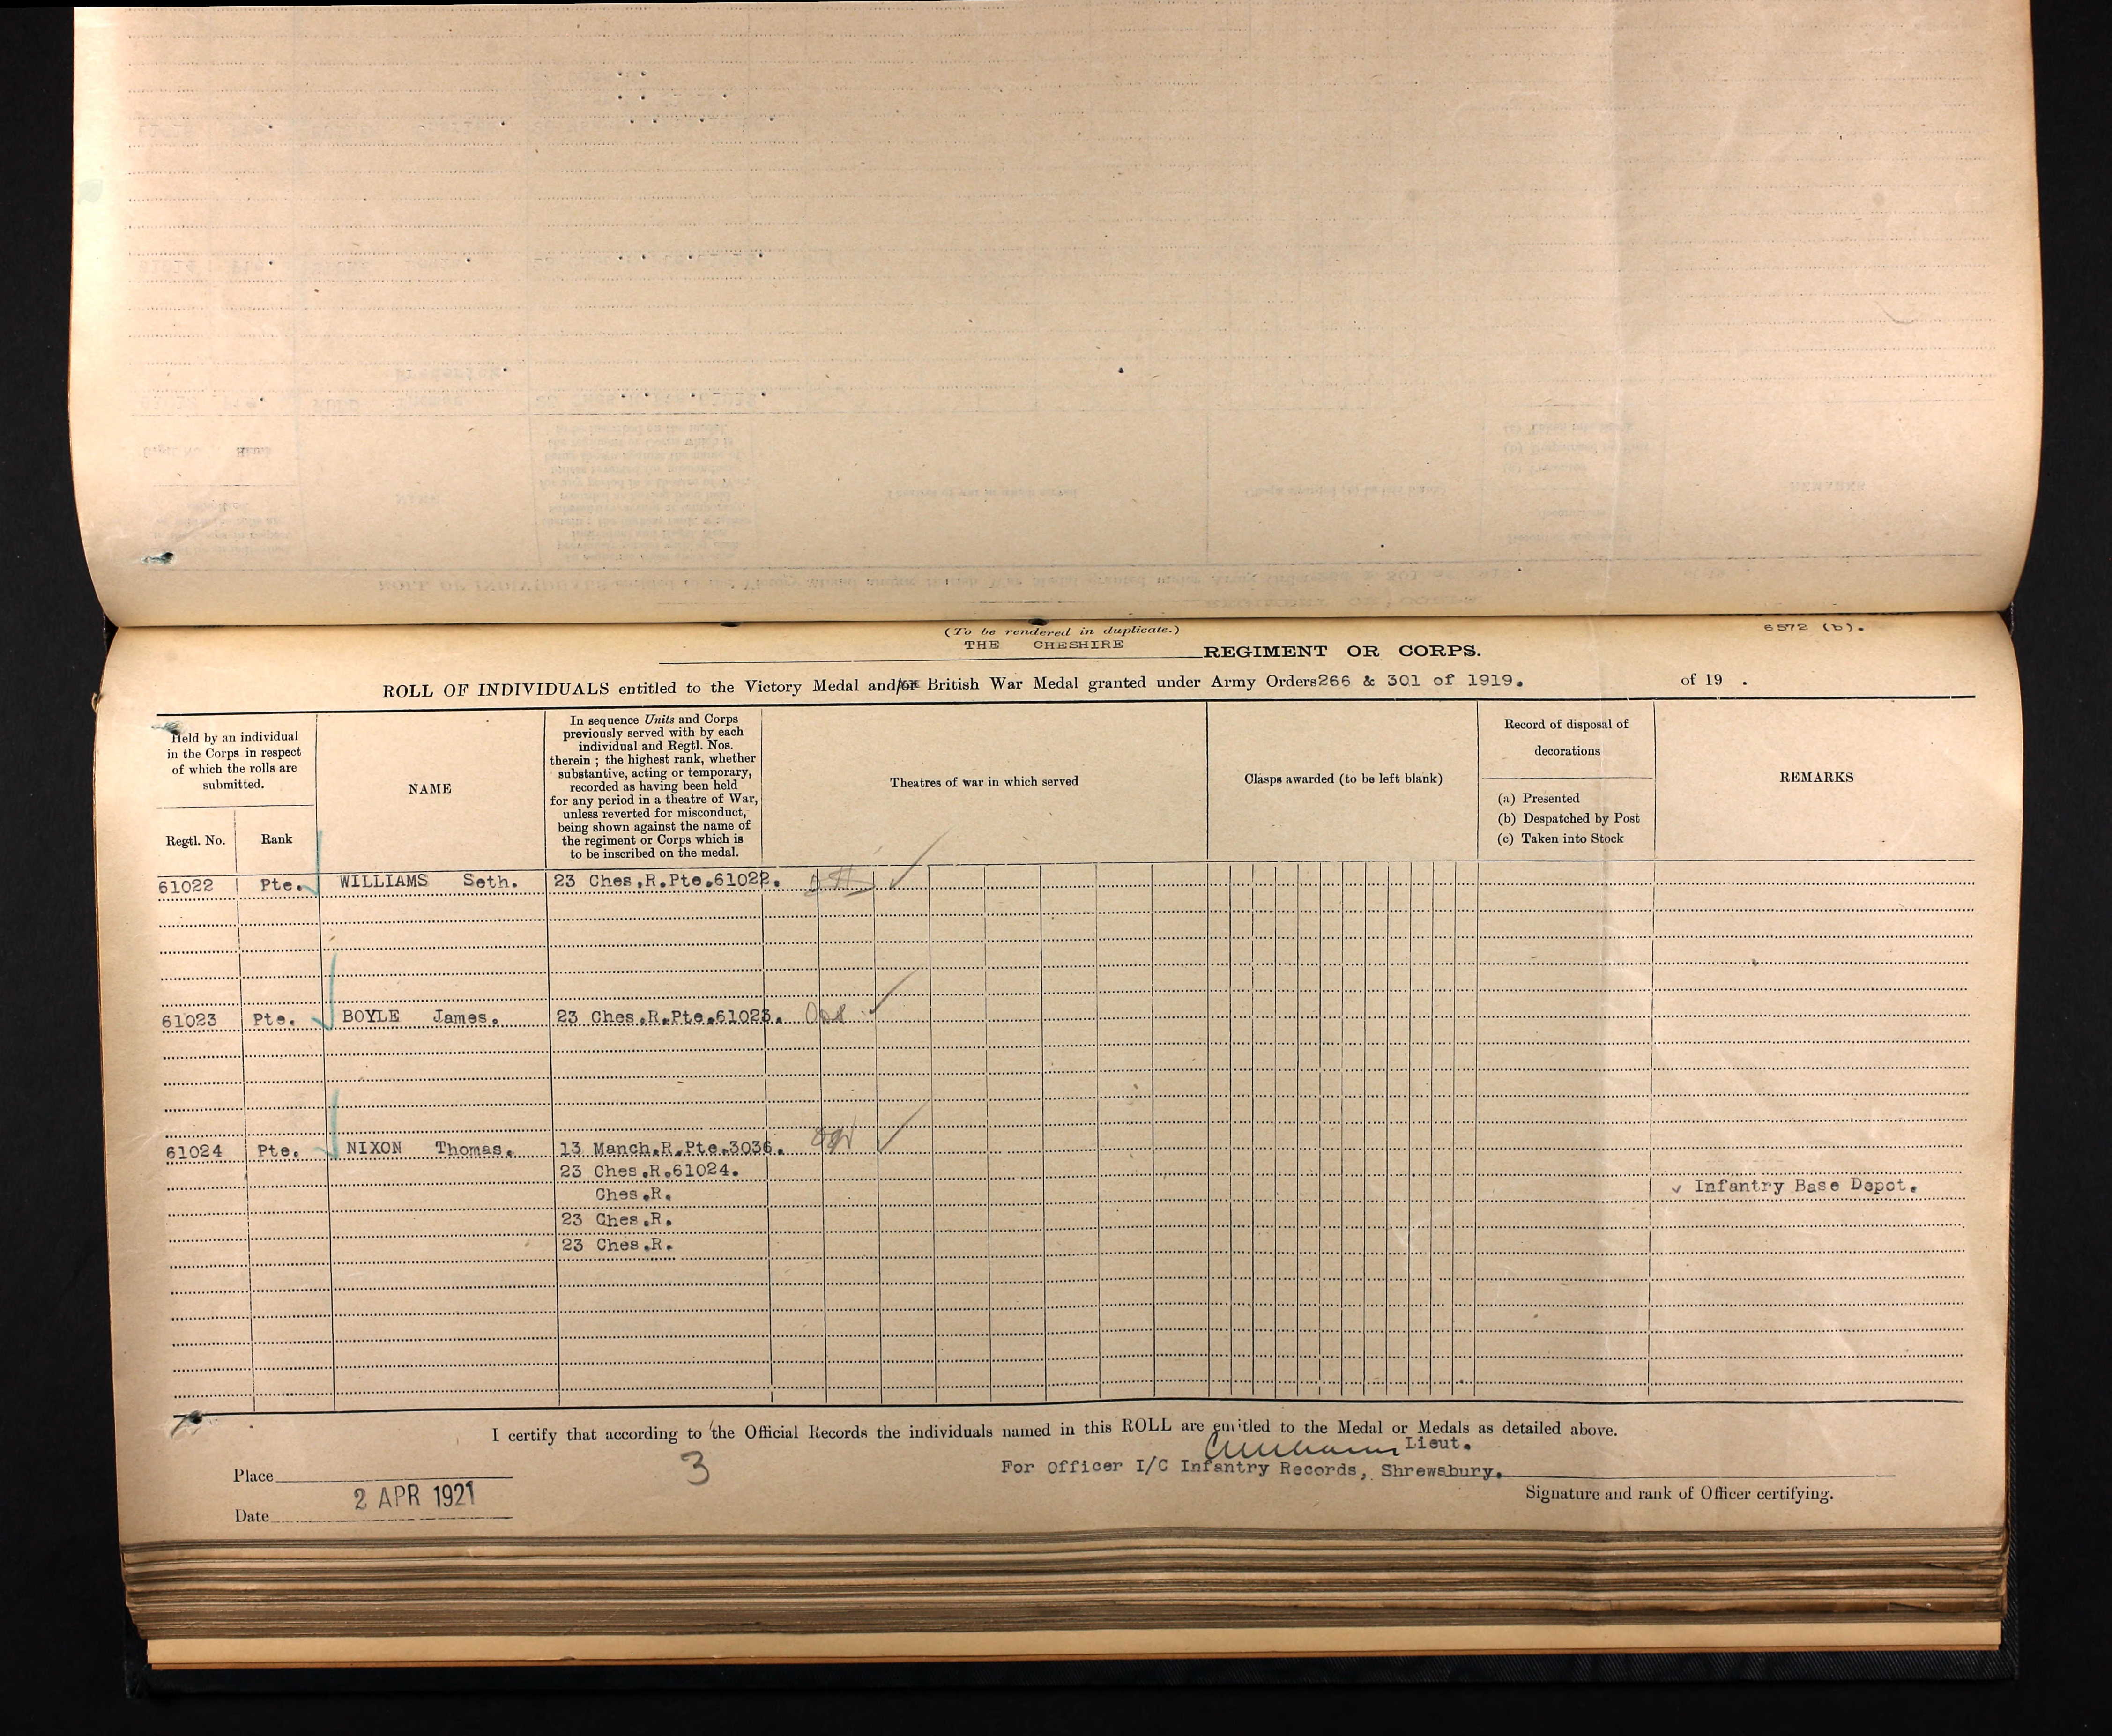 (To be rendered in duplicate.)
6572 (b).
THE CHESHIRE REGIMENT OR CORPS.
ROLL OF INDIVIDUALS entitled to the Victory Medal and/or British War Medal granted under Army Orders 266 & 301 of 1919. of 19 .
Held by an individual
in the Corps in respect
of which the rolls are
submitted.
Regtl. No.
Rank
NAME
In sequence Units and Corps
previously served with by each
individual and Regtl. Nos.
therein ; the highest rank, whether
substantive, acting or temporary,
recorded as having been held
for any period in a theatre of War,
unless reverted for misconduct,
being shown against the name of
the regiment or Corps which is
to be inscribed on the medal.
Theatres of war in which served
Clasps awarded (to be left blank)
Record of disposal of
decorations
(a) Presented
(b) Despatched by Post
(c) Taken into Stock
REMARKS
61022 Pte. WILLIAMS Seth. 23 Ches.R.Pte.61022.
61023 Pte. BOYLE James. 23 Ches.R.Pte.61023.
61024 Pte. NIXON Thomas. 13 Manch.R.Pte.3036.
23 Ches.R.61024.
Ches.R. Infantry Base Depot.
23 Ches.R.
23 Ches.R.
I certify that according to the Official Records the individuals named in this ROLL are entitled to the Medal or Medals as detailed above.
Lieut.
3
For Officer I/C Infantry Records, Shrewsbury.
Place
Signature and rank of Officer certifying.
2 APR 1921
Date